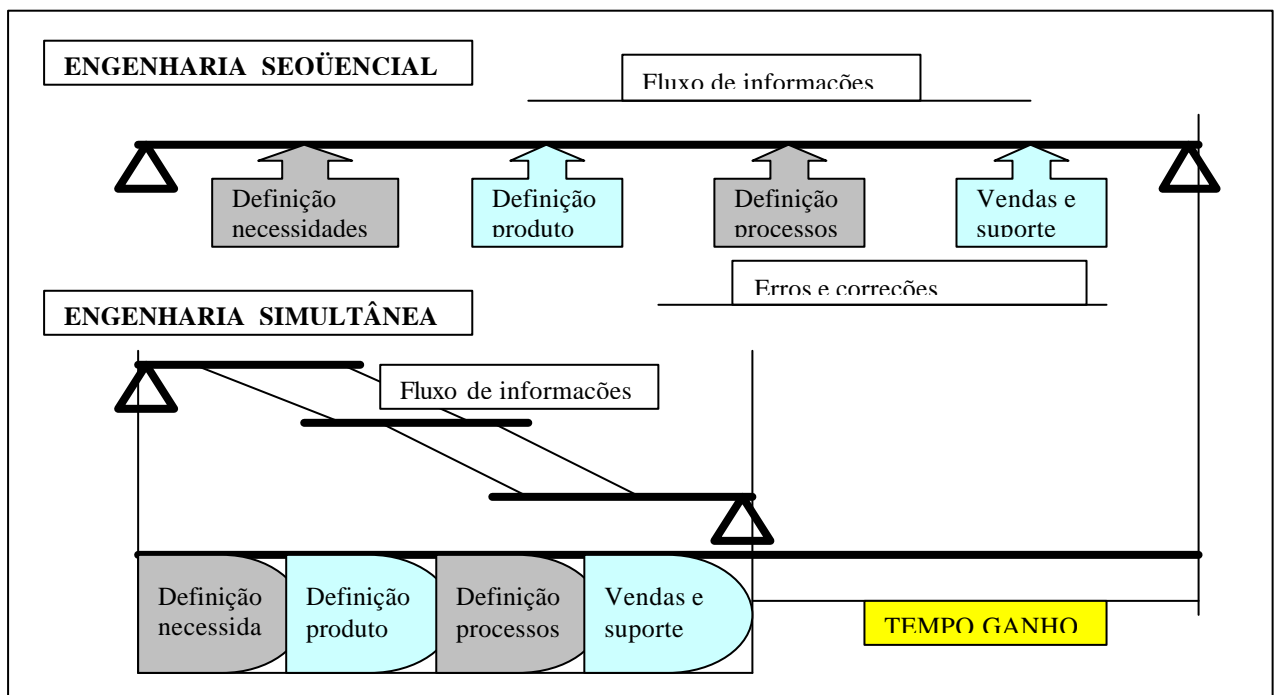 ENGENHARIA SEQÜENCIAL
Fluxo de informações
Definição
necessidades
Definição
produto
Definição
processos
Vendas e
suporte
Erros e correções
ENGENHARIA SIMULTÂNEA
Fluxo de informações
Definição
necessida
Definição
produto
Definição
processos
Vendas e
suporte
TEMPO GANHO